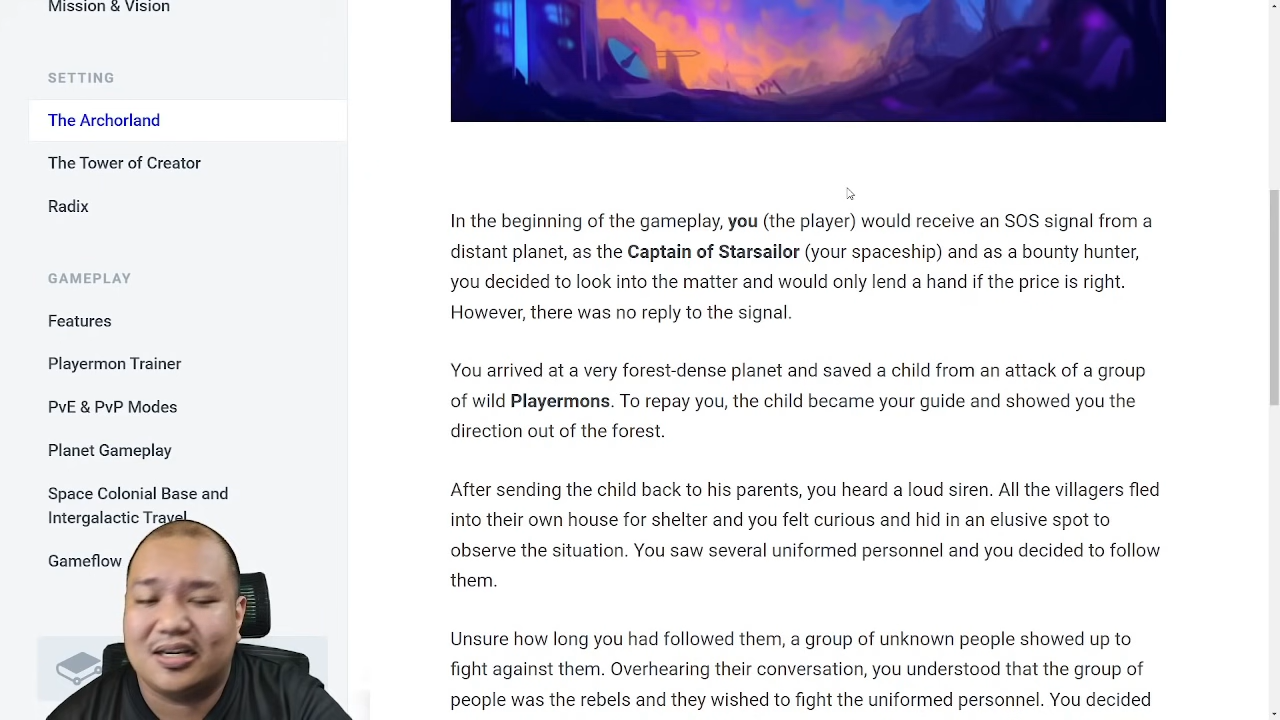 Mission & Vision
SETTING
The Archorland
The Tower of Creator
Radix
GAMEPLAY
Features
Playermon Trainer
PvE & PvP Modes
Planet Gameplay
Space Colonial Base and
Intergalactic Travel
Gameflow
In the beginning of the gameplay, you (the player) would receive an SOS signal from a
distant planet, as the Captain of Starsailor (your spaceship) and as a bounty hunter,
you decided to look into the matter and would only lend a hand if the price is right.
However, there was no reply to the signal.
You arrived at a very forest-dense planet and saved a child from an attack of a group
of wild Playermons. To repay you, the child became your guide and showed you the
direction out of the forest.
After sending the child back to his parents, you heard a loud siren. All the villagers fled
into their own house for shelter and you felt curious and hid in an elusive spot to
observe the situation. You saw several uniformed personnel and you decided to follow
them.
Unsure how long you had followed them, a group of unknown people showed up to
fight against them. Overhearing their conversation, you understood that the group of
people was the rebels and they wished to fight the uniformed personnel. You decided